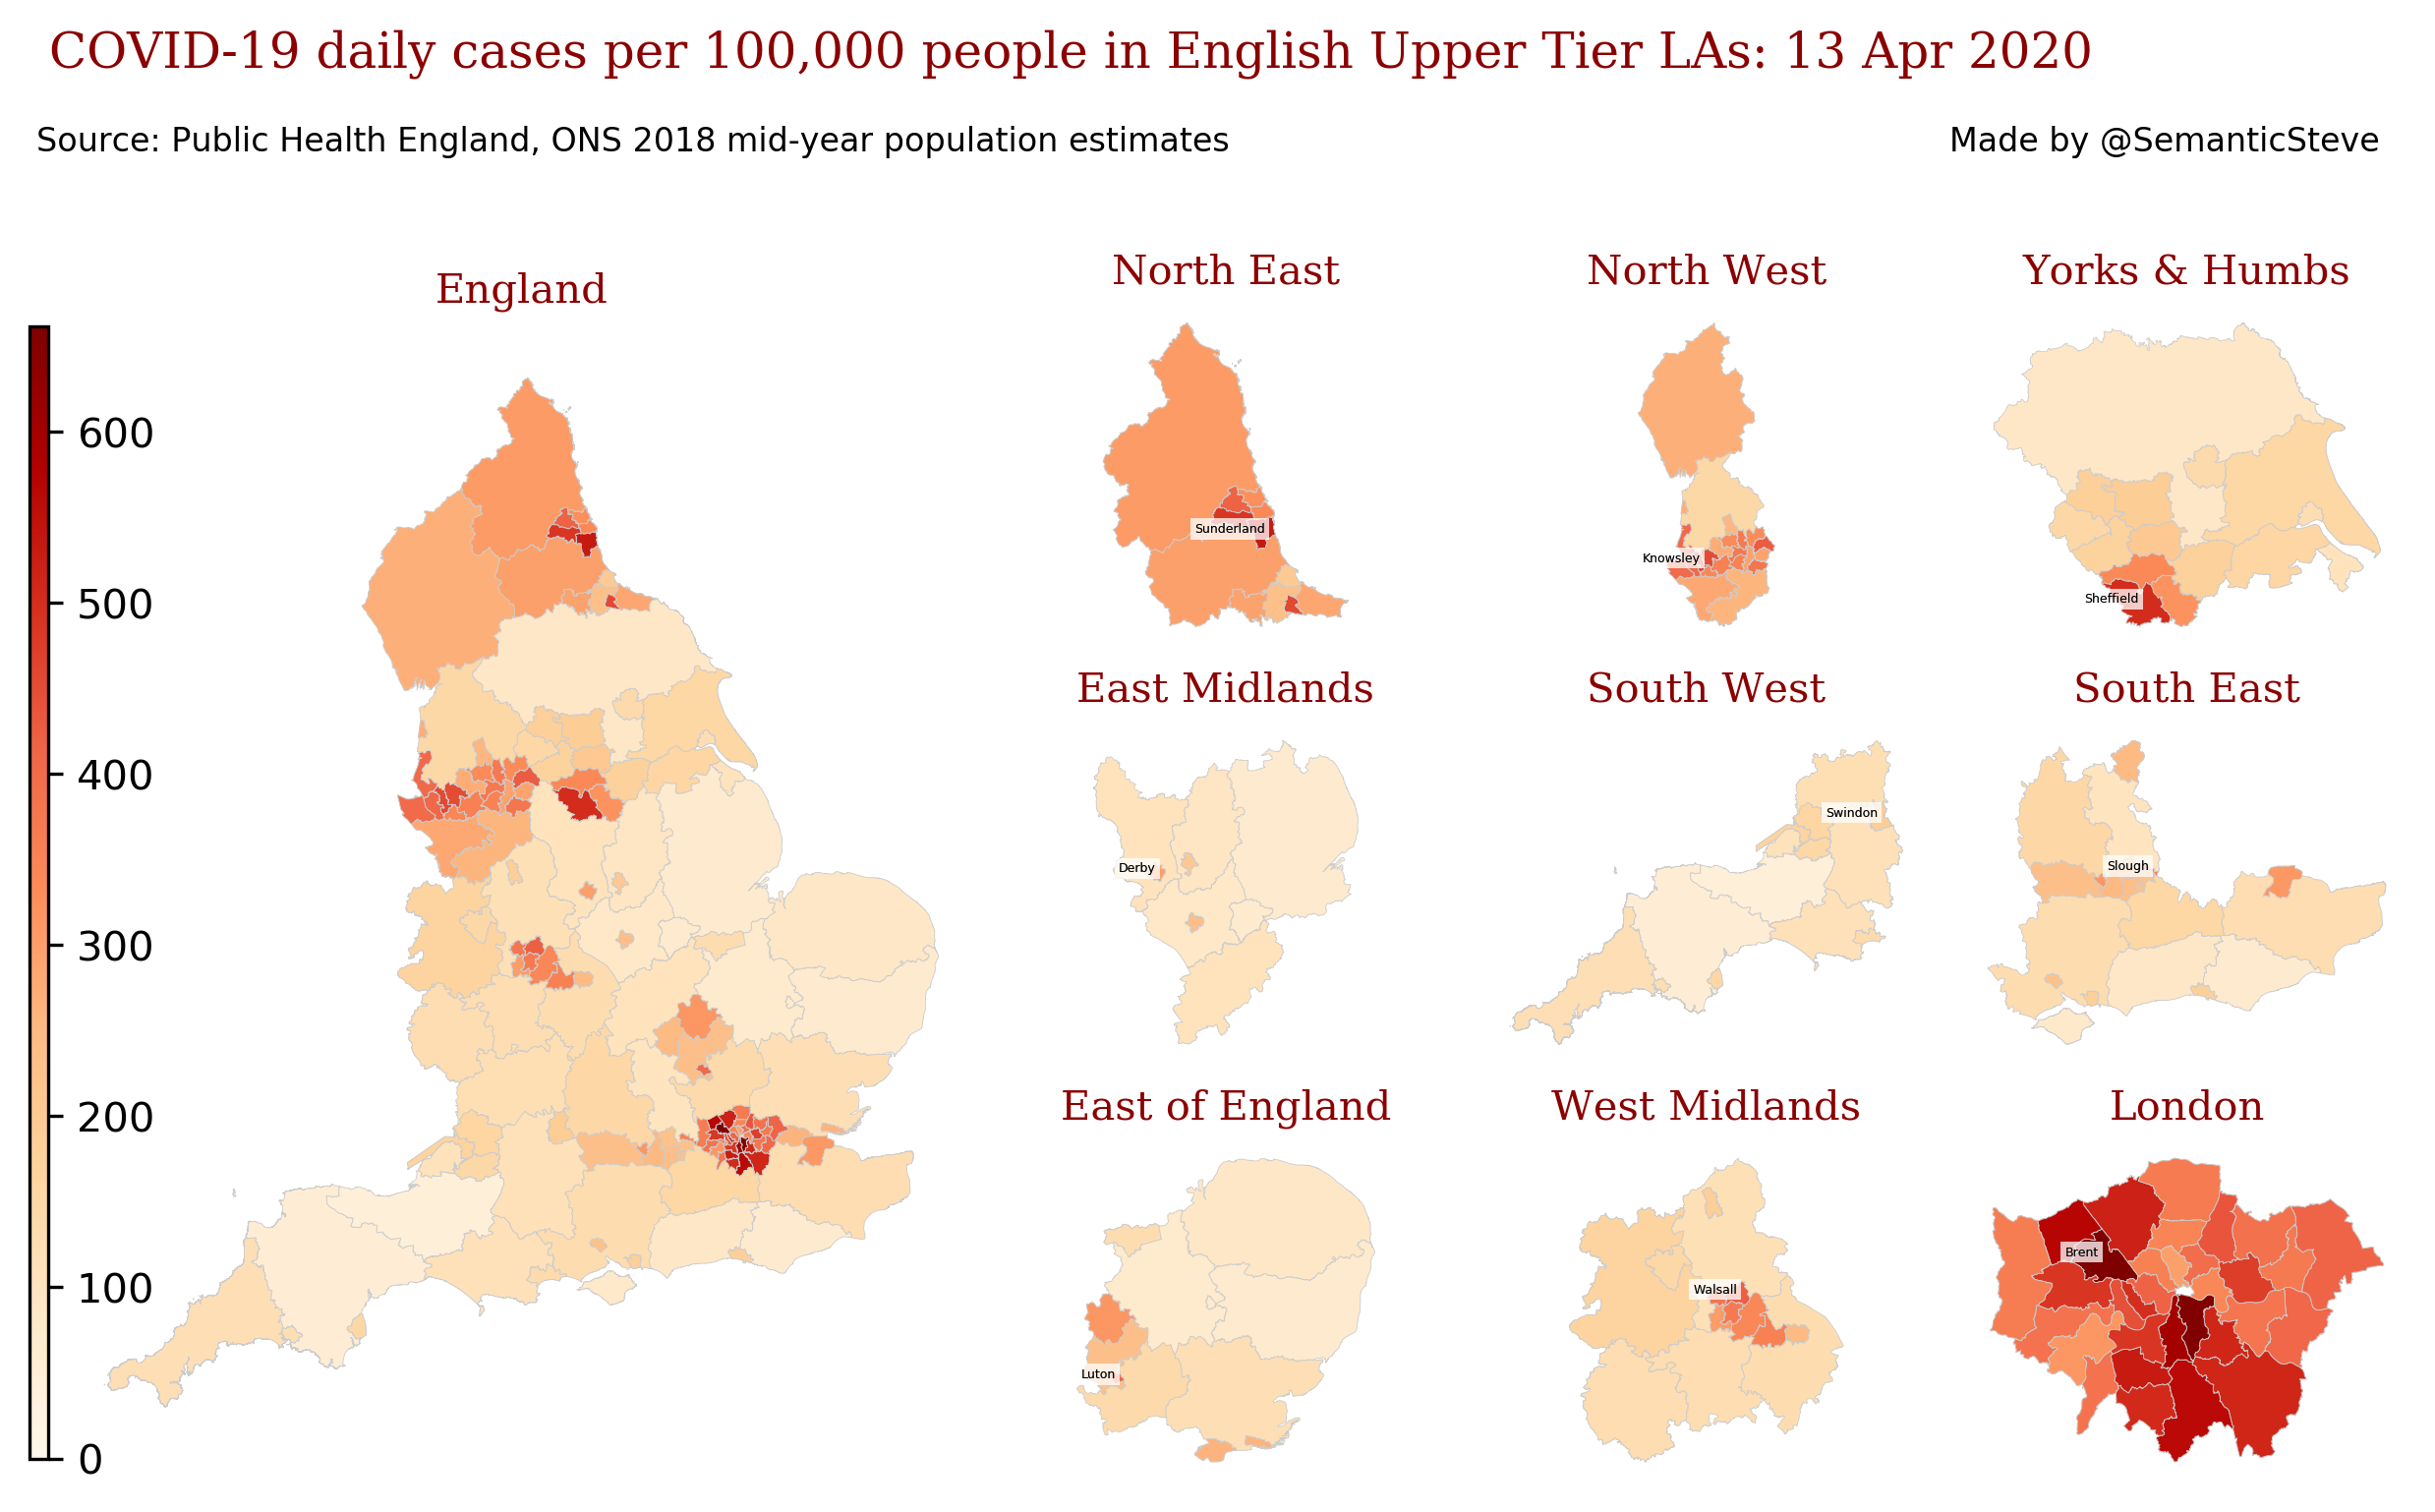 COVID-19 daily cases per 100,000 people in English Upper Tier LAs: 13 Apr 2020
Source: Public Health England, ONS 2018 mid-year population estimates
Made by @SemanticSteve
England
600
500
400
300
200
100
0
North East
Sunderland
North West
Knowsley
Yorks & Humbs
Sheffield
East Midlands
Derby
South West
Swindon
South East
Slough
East of England
Luton
West Midlands
Walsall
London
Brent